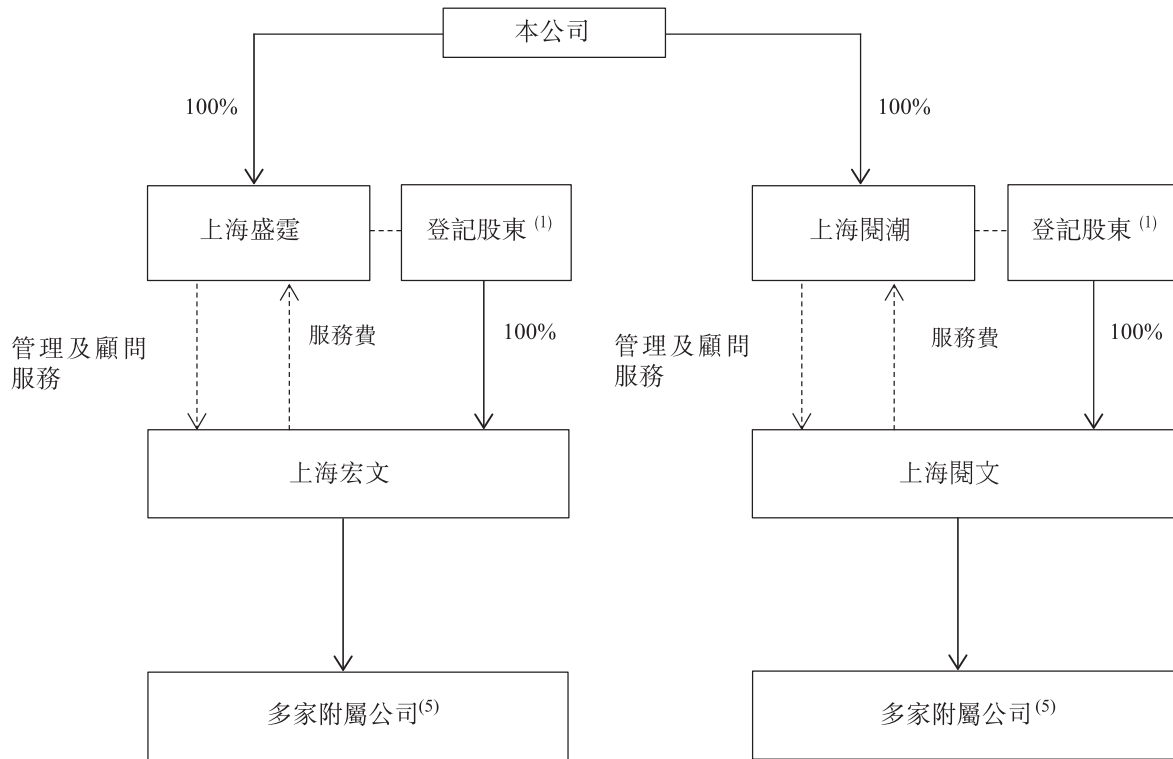 本公司
100%
100%
上海盛霆
登記股東 (1)
上海閱潮
登記股東 (1)
管理及顧問
服務
服務費
100%
管理及顧問
服務
服務費
100%
上海宏文
上海閱文
多家附屬公司(5)
多家附屬公司(5)